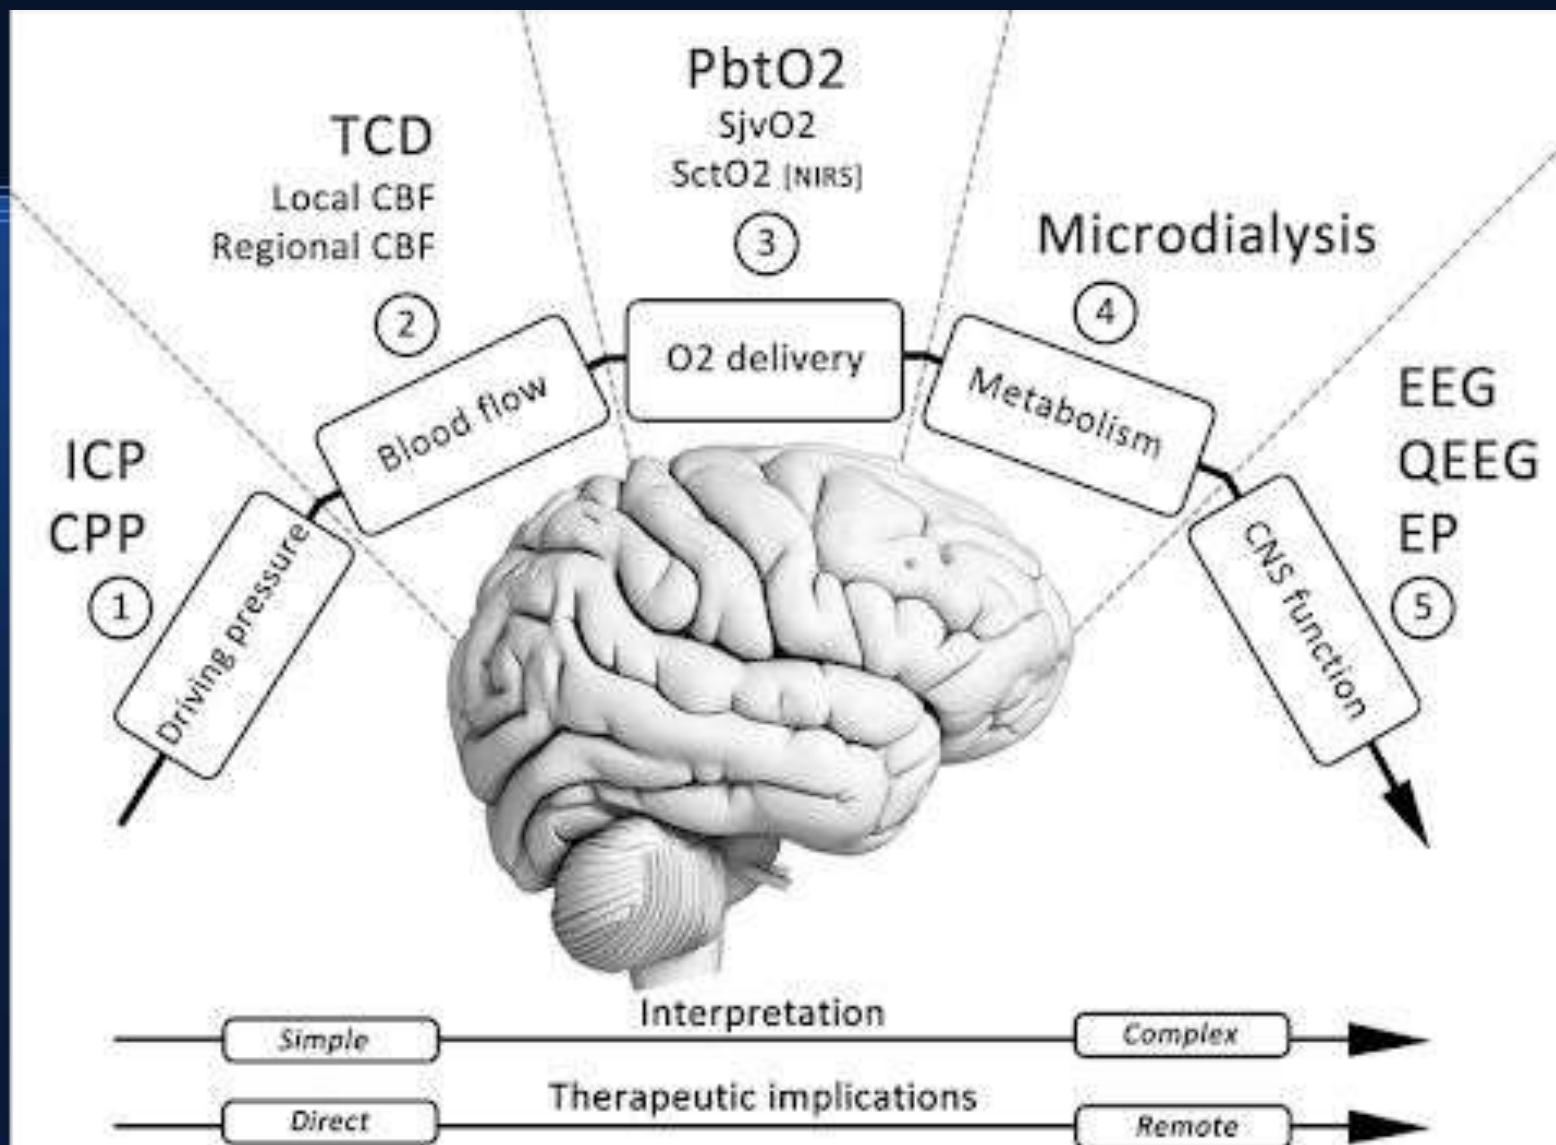 ICP
CPP
1
Driving pressure
TCD
Local CBF
Regional CBF
2
Blood flow
PbtO2
SjvO2
SctO2 [NIRS]
3
O2 delivery
Microdialysis
4
Metabolism
EEG
QEEG
EP
5
CNS function
Interpretation
Simple
Complex
Therapeutic implications
Direct
Remote